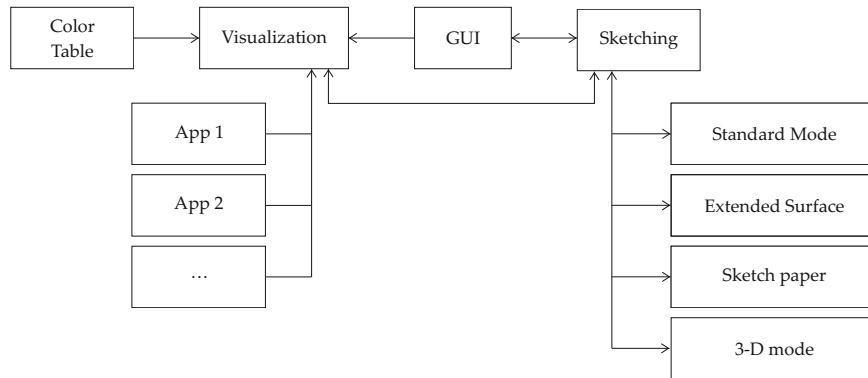 Color
Table
Visualization
GUI
Sketching
App 1
Standard Mode
App 2
Extended Surface
...
Sketch paper
3-D mode